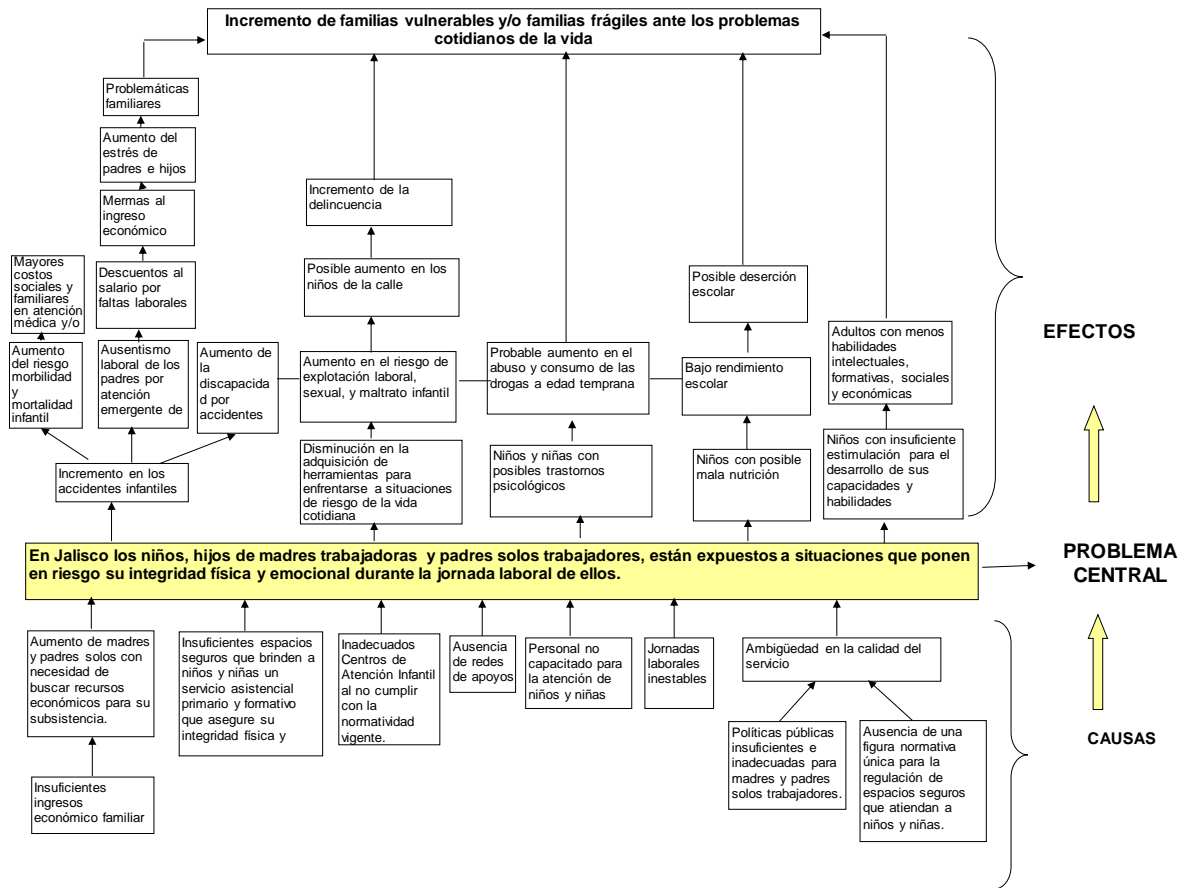 Incremento de familias vulnerables y/o familias frágiles ante los problemas
cotidianos de la vida
Problemáticas
familiares
Aumento del
estrés de
padres e hijos
Mermas al
ingreso
económico
Mayores
costos
sociales y
familiares
en atención
médica y/o
Descuentos al
salario por
faltas laborales
Aumento
del riesgo
morbilidad
y
mortalidad
infantil
Ausentismo
laboral de los
padres por
atención
emergente de
Aumento de
la
discapacida
d por
accidentes
Incremento en los
accidentes infantiles
Incremento de la
delincuencia
Posible aumento en los
niños de la calle
Aumento en el riesgo de
explotación laboral,
sexual, y maltrato infantil
Disminución en la
adquisición de
herramientas para
enfrentarse a situaciones
de riesgo de la vida
cotidiana
Probable aumento en el
abuso y consumo de las
drogas a edad temprana
Niños y niñas con
posibles trastornos
psicológicos
Posible deserción
escolar
Bajo rendimiento
escolar
Niños con posible
mala nutrición
Adultos con menos
habilidades
intelectuales,
formativas, sociales
y económicas
Niños con insuficiente
estimulación para el
desarrollo de sus
capacidades y
habilidades
EFECTOS
En Jalisco los niños, hijos de madres trabajadoras y padres solos trabajadores, están expuestos a situaciones que ponen
en riesgo su integridad física y emocional durante la jornada laboral de ellos.
PROBLEMA
CENTRAL
Aumento de madres
y padres solos con
necesidad de
buscar recursos
económicos para su
subsistencia.
Insuficientes espacios
seguros que brinden a
niños y niñas un
servicio asistencial
primario y formativo
que asegure su
integridad física y
Inadecuados
Centros de
Atención Infantil
al no cumplir
con la
normatividad
vigente.
Ausencia
de redes
de apoyos
Personal no
capacitado para
la atención de
niños y niñas
Jornadas
laborales
inestables
Ambigüedad en la calidad del
servicio
Políticas públicas
insuficientes e
inadecuadas para
madres y padres
solos trabajadores.
Ausencia de una
figura normativa
única para la
regulación de
espacios seguros
que atiendan a
niños y niñas.
Insuficientes
ingresos
económico familiar
CAUSAS